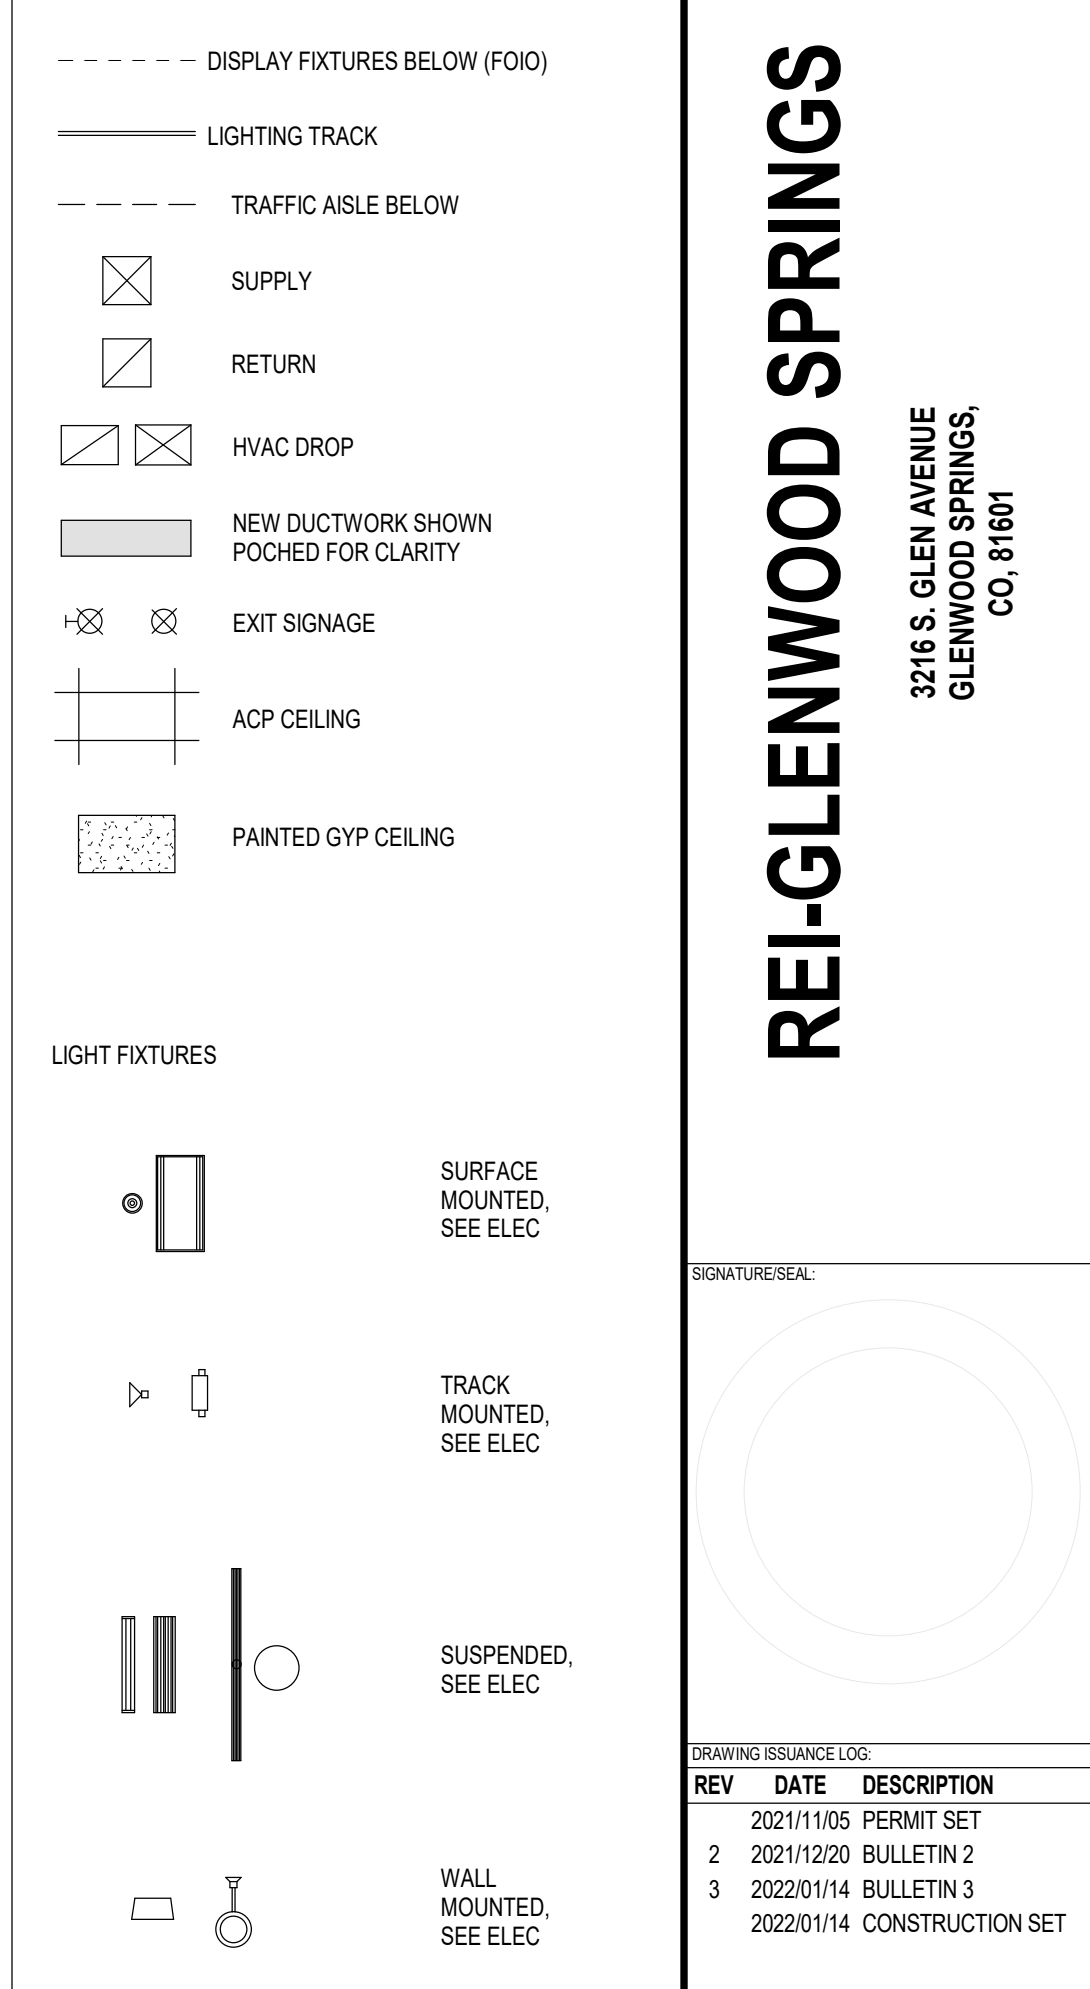 DISPLAY FIXTURES BELOW (FOIO)
LIGHTING TRACK
TRAFFIC AISLE BELOW
SUPPLY
RETURN
HVAC DROP
NEW DUCTWORK SHOWN
POCHED FOR CLARITY
EXIT SIGNAGE
ACP CEILING
PAINTED GYP CEILING
LIGHT FIXTURES
SURFACE
MOUNTED,
SEE ELEC
TRACK
MOUNTED,
SEE ELEC
SUSPENDED,
SEE ELEC
WALL
MOUNTED,
SEE ELEC
REI-GLENWOOD SPRINGS
3216 S. GLEN AVENUE
GLENWOOD SPRINGS,
CO, 81601
SIGNATURE/SEAL:
DRAWING ISSUANCE LOG:
REV DATE DESCRIPTION
2021/11/05 PERMIT SET
2 2021/12/20 BULLETIN 2
3 2022/01/14 BULLETIN 3
2022/01/14 CONSTRUCTION SET